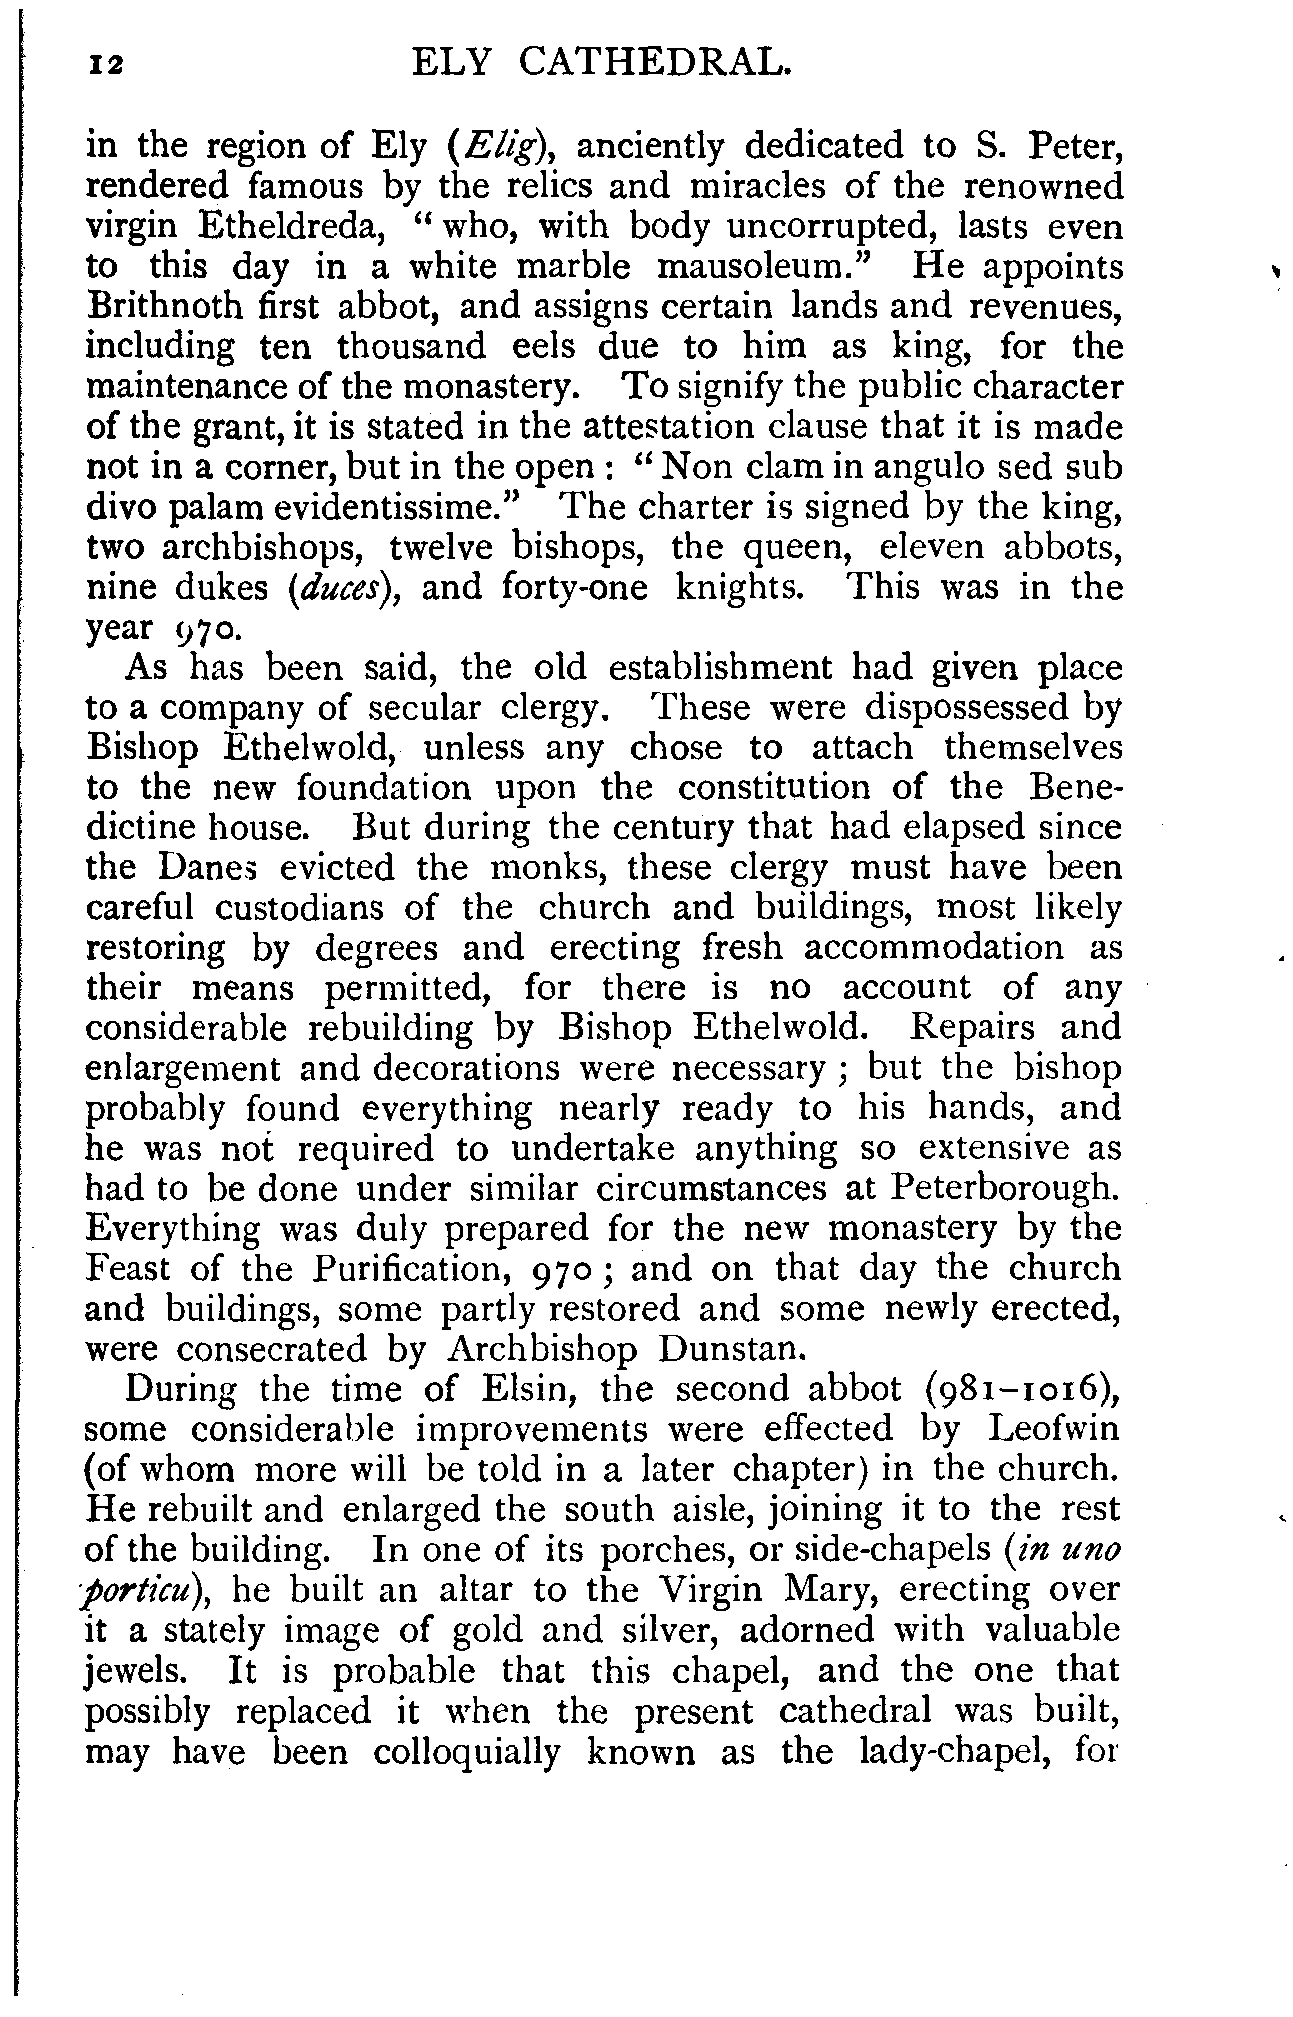 12 ELY CATHEDRAL.
in the region of Ely (Elig), anciently dedicated to S. Peter,
rendered famous by the relics and miracles of the renowned
virgin Etheldreda, “ who, with body uncorrupted, lasts even
to this day in a white marble mausoleum.” He appoints
Brithnoth first abbot, and assigns certain lands and revenues,
including ten thousand eels due to him as king, for the
maintenance of the monastery. To signify the public character
of the grant, it is stated in the attestation clause that it is made
not in a corner, but in the open : “ Non clam in angulo sed sub
divo palam evidentissime.” The charter is signed by the king,
two archbishops, twelve bishops, the queen, eleven abbots,
nine dukes (duces), and forty-one knights. This was in the
year 970.
As has been said, the old establishment had given place
to a company of secular clergy. These were dispossessed by
Bishop Ethelwold, unless any chose to attach themselves
to the new foundation upon the constitution of the Bene-
dictine house. But during the century that had elapsed since
the Danes evicted the monks, these clergy must have been
careful custodians of the church and buildings, most likely
restoring by degrees and erecting fresh accommodation as
their means permitted, for there is no account of any
considerable rebuilding by Bishop Ethelwold. Repairs and
enlargement and decorations were necessary ; but the bishop
probably found everything nearly ready to his hands, and
he was not required to undertake anything so extensive as
had to be done under similar circumstances at Peterborough.
Everything was duly prepared for the new monastery by the
Feast of the Purification, 970 ; and on that day the church
and buildings, some partly restored and some newly erected,
were consecrated by Archbishop Dunstan.
During the time of Elsin, the second abbot (981–1016),
some considerable improvements were effected by Leofwin
(of whom more will be told in a later chapter) in the church.
He rebuilt and enlarged the south aisle, joining it to the rest
of the building. In one of its porches, or side-chapels (in uno
porticu), he built an altar to the Virgin Mary, erecting over
it a stately image of gold and silver, adorned with valuable
jewels. It is probable that this chapel, and the one that
possibly replaced it when the present cathedral was built,
may have been colloquially known as the lady-chapel, for